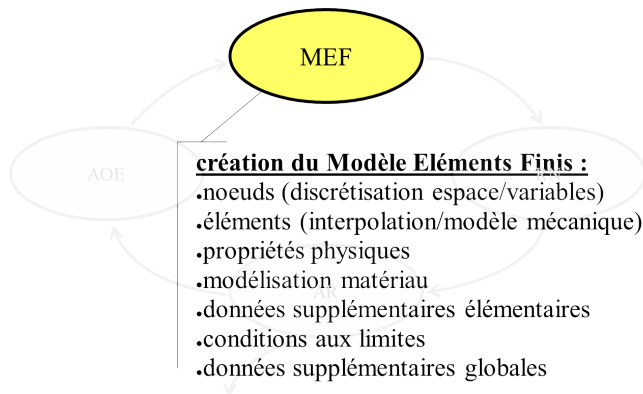 MEF
AOE
création du Modèle Eléments Finis :
.noeuds (discrétisation espace/variables)
.éléments (interpolation/modèle mécanique)
.propriétés physiques
.modélisation matériau
AR
.données supplémentaires élémentaires
.conditions aux limites
.données supplémentaires globales